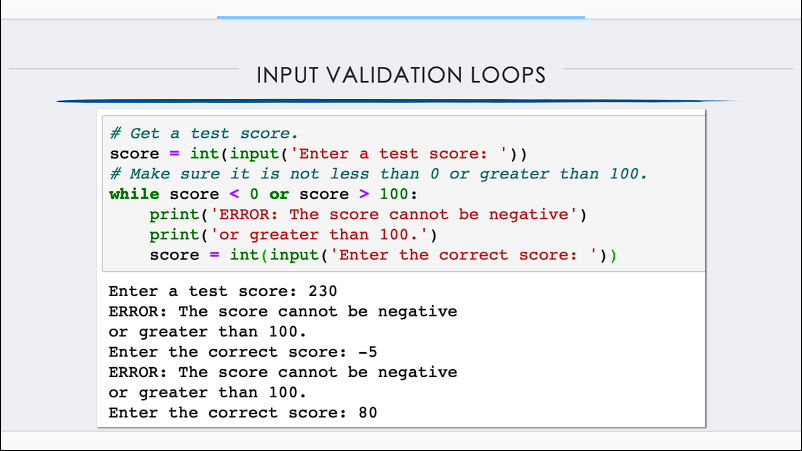 INPUT VALIDATION LOOPS
# Get a test score.
score = int(input('Enter a test score: '))
# Make sure it is not less than 0 or greater than 100.
while score < 0 or score > 100:
    print('ERROR: The score cannot be negative')
    print('or greater than 100.')
    score = int(input('Enter the correct score: '))
Enter a test score: 230
ERROR: The score cannot be negative
or greater than 100.
Enter the correct score: -5
ERROR: The score cannot be negative
or greater than 100.
Enter the correct score: 80